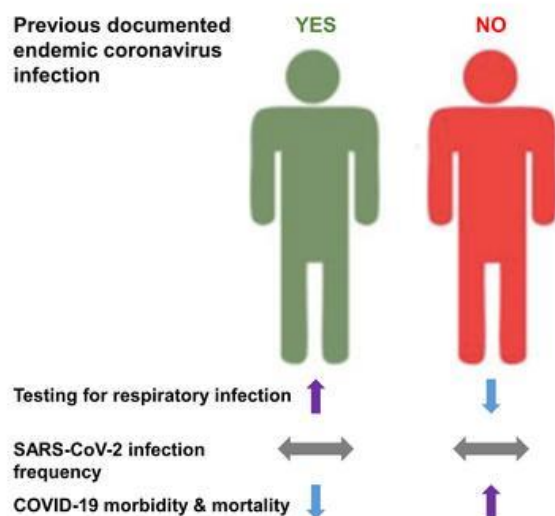 Previous documented
endemic coronavirus
infection
YES
NO
Testing for respiratory infection
SARS-CoV-2 infection
frequency
COVID-19 morbidity & mortality